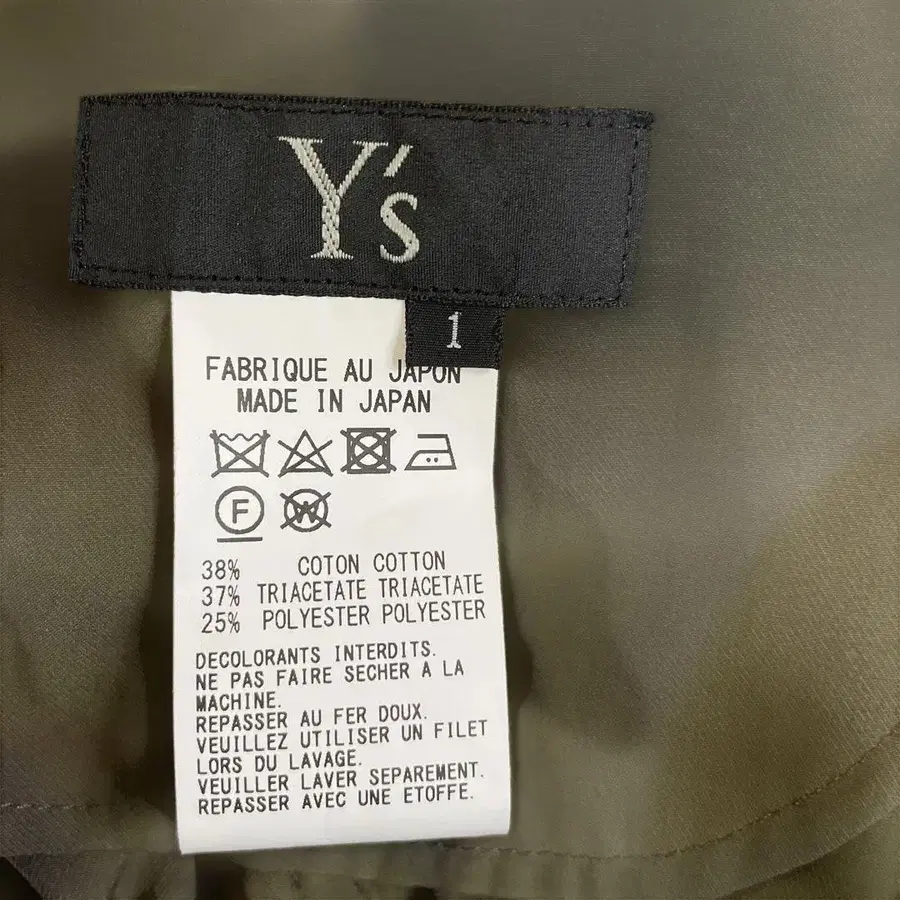 Y's
1
FABRIQUE AU JAPON
MADE IN JAPAN
F W
38% COTON COTTON
37% TRIACETATE TRIACETATE
25% POLYESTER POLYESTER
DECOLORANTS INTERDITS.
NE PAS FAIRE SECHER A LA
MACHINE.
REPASSER AU FER DOUX.
VEUILLEZ UTILISER UN FILET
LORS DU LAVAGE.
VEUILLER LAVER SEPAREMENT.
REPASSER AVEC UNE ETOFFE.